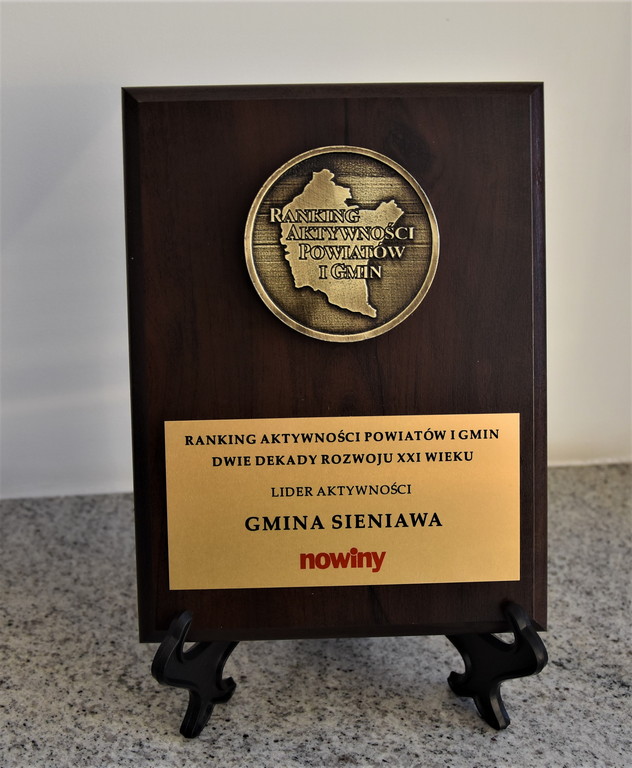 RANKING
AKTYWNOŚCI
POWIATÓW
I GMIN
RANKING AKTYWNOŚCI POWIATÓW I GMIN
DWIE DEKADY ROZWOJU XXI WIEKU
LIDER AKTYWNOŚCI
GMINA SIENIAWA
nowiny